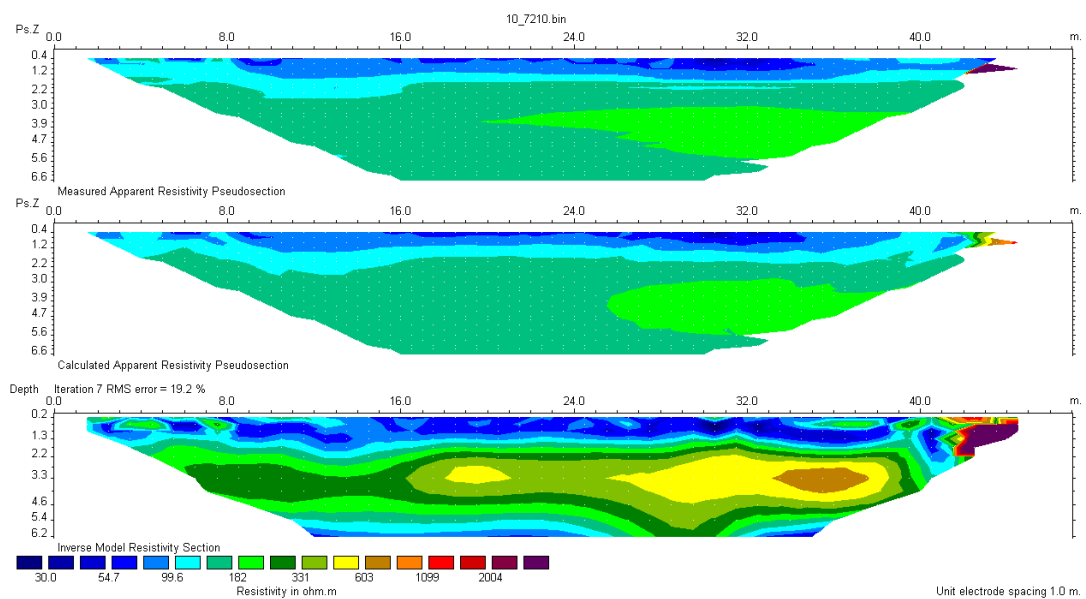 10_7210.bin
Ps.Z 0.0 8.0 16.0 24.0 32.0 40.0 m.
0.4
1.2
2.0
3.0
3.9
4.7
5.6
6.6
Measured Apparent Resistivity Pseudosection
Ps.Z 0.0 8.0 16.0 24.0 32.0 40.0 m.
0.4
1.2
2.0
3.0
3.9
4.7
5.6
6.6
Calculated Apparent Resistivity Pseudosection
Depth Iteration 7 RMS error = 19.2 %
0.0 8.0 16.0 24.0 32.0 40.0 m.
0.2
1.3
2.2
3.3
4.6
5.4
6.2
Inverse Model Resistivity Section
30.0 54.7 99.6 182 331 603 1099 2004
Resistivity in ohm.m
Unit electrode spacing 1.0 m.